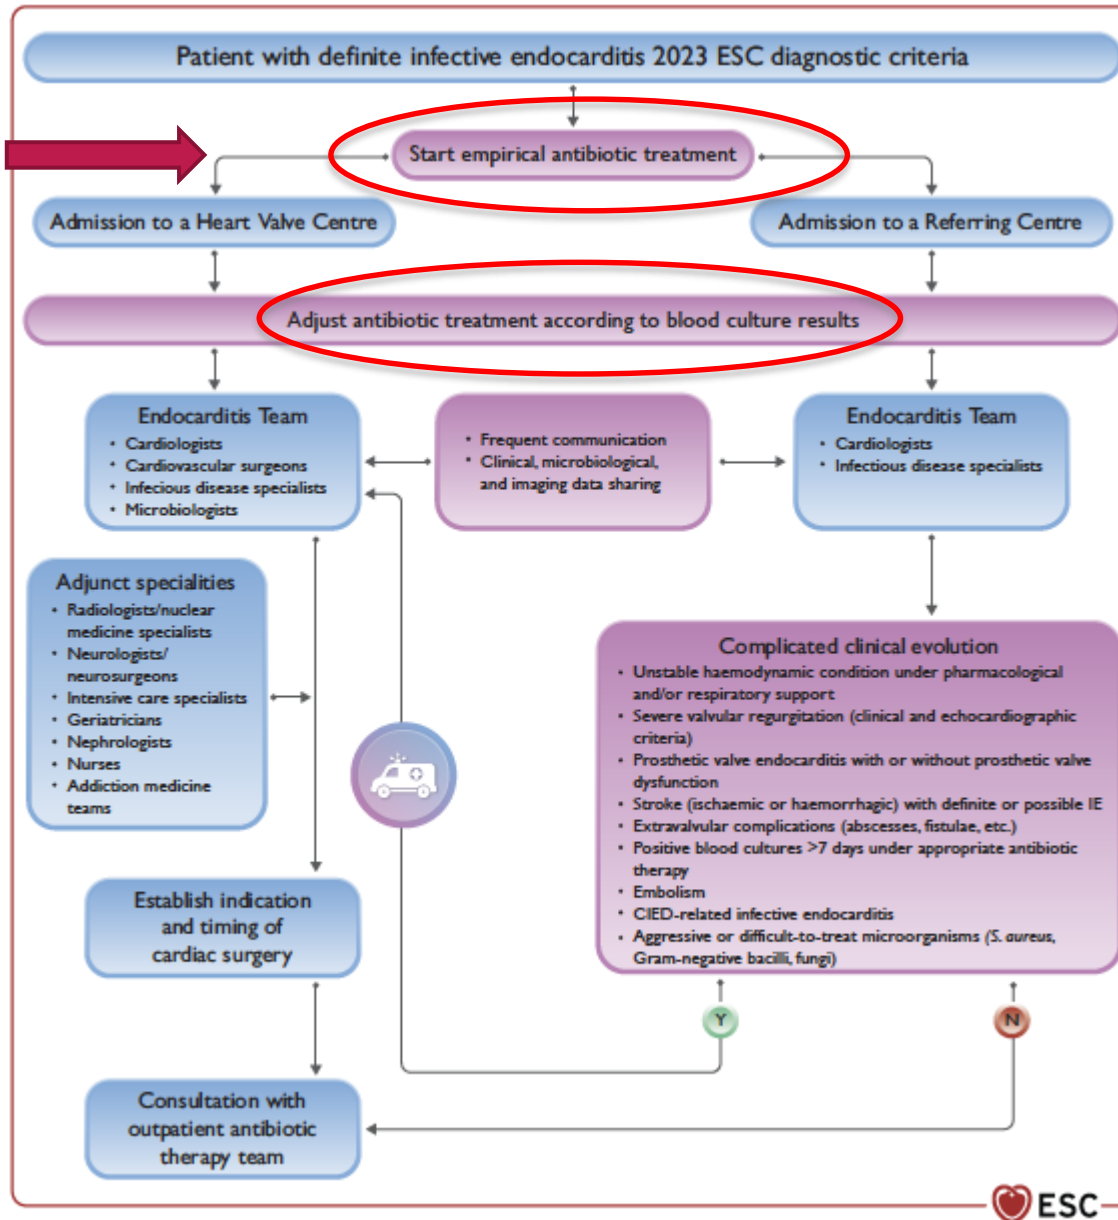 Patient with definite infective endocarditis 2023 ESC diagnostic criteria
Start empirical antibiotic treatment
Admission to a Heart Valve Centre
Admission to a Referring Centre
Adjust antibiotic treatment according to blood culture results
Endocarditis Team
• Cardiologists
• Cardiovascular surgeons
• Infecious disease specialists
• Microbiologists
• Frequent communication
• Clinical, microbiological,
and imaging data sharing
Endocarditis Team
• Cardiologists
• Infectious disease specialists
Adjunct specialities
• Radiologists/nuclear
medicine specialists
• Neurologists/
neurosurgeons
• Intensive care specialists
• Geriatricians
• Nephrologists
• Nurses
• Addiction medicine
teams
Complicated clinical evolution
• Unstable haemodynamic condition under pharmacological
and/or respiratory support
• Severe valvular regurgitation (clinical and echocardiographic
criteria)
• Prosthetic valve endocarditis with or without prosthetic valve
dysfunction
• Stroke (ischaemic or haemorrhagic) with definite or possible IE
• Extravalvular complications (abscesses, fistulae, etc.)
• Positive blood cultures >7 days under appropriate antibiotic
therapy
• Embolism
• CIED-related infective endocarditis
• Aggressive or difficult-to-treat microorganisms (S. aureus,
Gram-negative bacilli, fungi)
Establish indication
and timing of
cardiac surgery
Y
N
Consultation with
outpatient antibiotic
therapy team
ESC